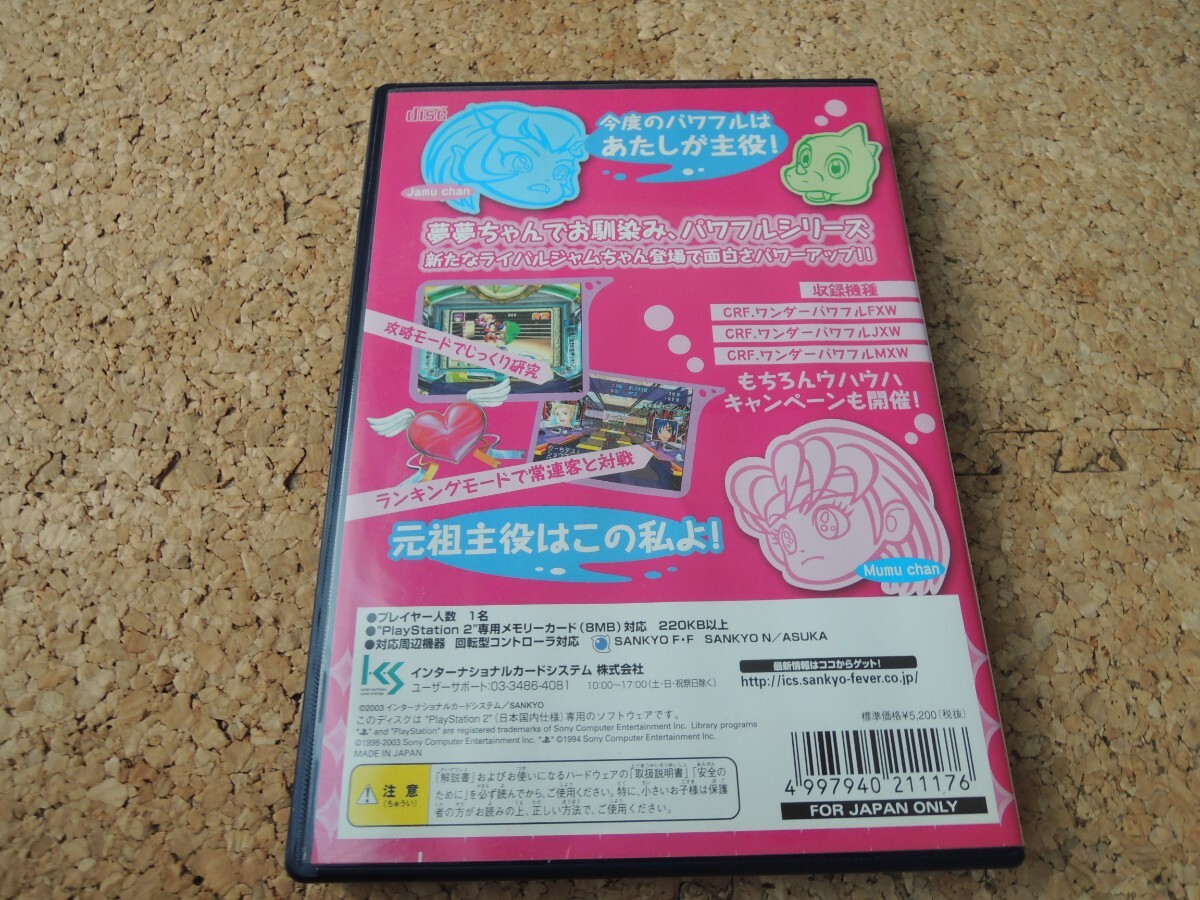 COMPACT
disc
今度のパワフルは
あたしが主役!
Jamu chan
夢夢ちゃんでお馴染み、パワフルシリーズ
新たなライバルジャムちゃん登場で面白さパワーアップ!!
収録機種
CRF.ワンダーパワフルFXW
CRF.ワンダーパワフルJXW
CRF.ワンダーパワフルMXW
攻略モードでじっくり研究
もちろんウハウハ
キャンペーンも開催!
ランキングモードで常連客と対戦
元祖主役はこの私よ!
Mumu chan
●プレイヤー人数 1名
●"PlayStation 2"専用メモリーカード(8MB)対応 220KB以上
●対応周辺機器 回転型コントローラ対応 SANKYO F・F SANKYO N/ASUKA
インターナショナルカードシステム 株式会社
ユーザーサポート:03-3486-4081 10:00〜17:00(土・日・祝祭日除く)
最新情報はココからゲット!
http://ics.sankyo-fever.co.jp/
©2003 インターナショナルカードシステム/SANKYO
このディスクは "PlayStation 2"(日本国内仕様)専用のソフトウェアです。
" " and "PlayStation" are registered trademarks of Sony Computer Entertainment Inc. Library programs
©1998-2003 Sony Computer Entertainment Inc. " " ©1994 Sony Computer Entertainment Inc.
MADE IN JAPAN
標準価格¥5,200(税抜)
注意
(ちゅうい)
「解説書」およびお使いになるハードウェアの「取扱説明書」「安全の
ために」を必ず読んでから、ご使用ください。特に、小さいお子様は保護
者の方がお読みの上、正しい方法で、ご使用ください。
4 997940 211176
FOR JAPAN ONLY